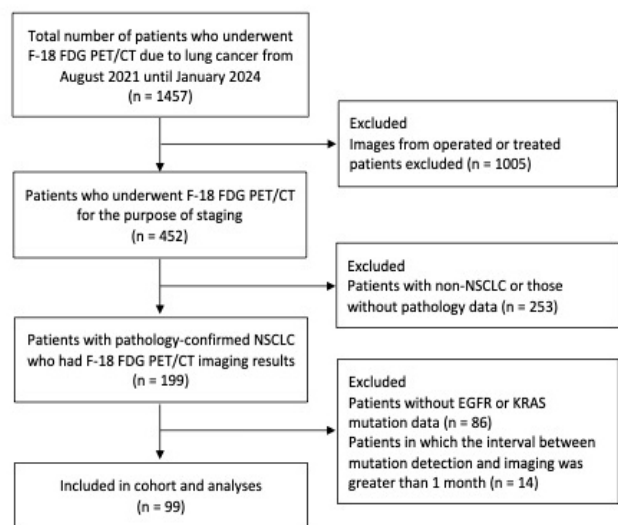 Total number of patients who underwent
F-18 FDG PET/CT due to lung cancer from
August 2021 until January 2024
(n = 1457)
Excluded
Images from operated or treated
patients excluded (n = 1005)
Patients who underwent F-18 FDG PET/CT
for the purpose of staging
(n = 452)
Excluded
Patients with non-NSCLC or those
without pathology data (n = 253)
Patients with pathology-confirmed NSCLC
who had F-18 FDG PET/CT imaging results
(n = 199)
Excluded
Patients without EGFR or KRAS
mutation data (n = 86)
Patients in which the interval between
mutation detection and imaging was
greater than 1 month (n = 14)
Included in cohort and analyses
(n = 99)